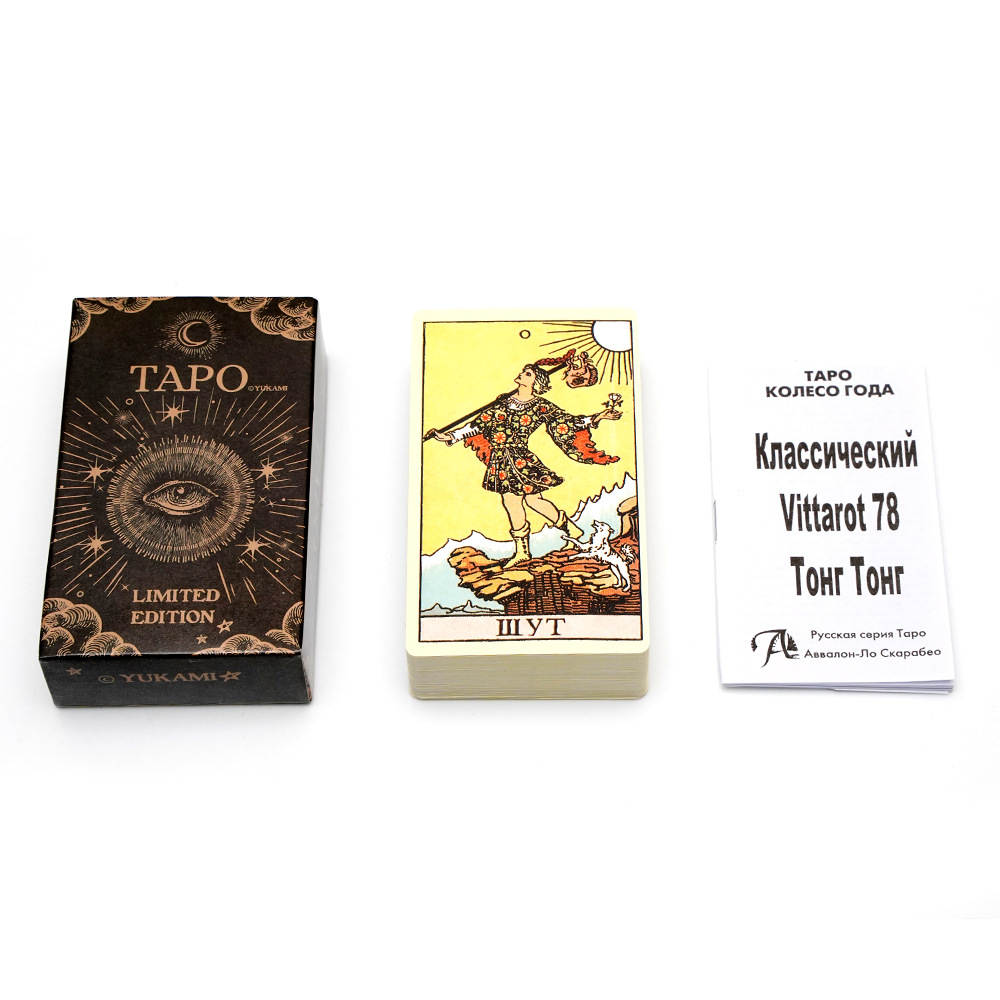 ТАРО
© YUKAMI
LIMITED
EDITION
© YUKAMI
0
ШУТ
ТАРО
КОЛЕСО ГОДА
Классический
Vittarot 78
Тонг Тонг
Русская серия Таро
Аввалон-Ло Скарабео